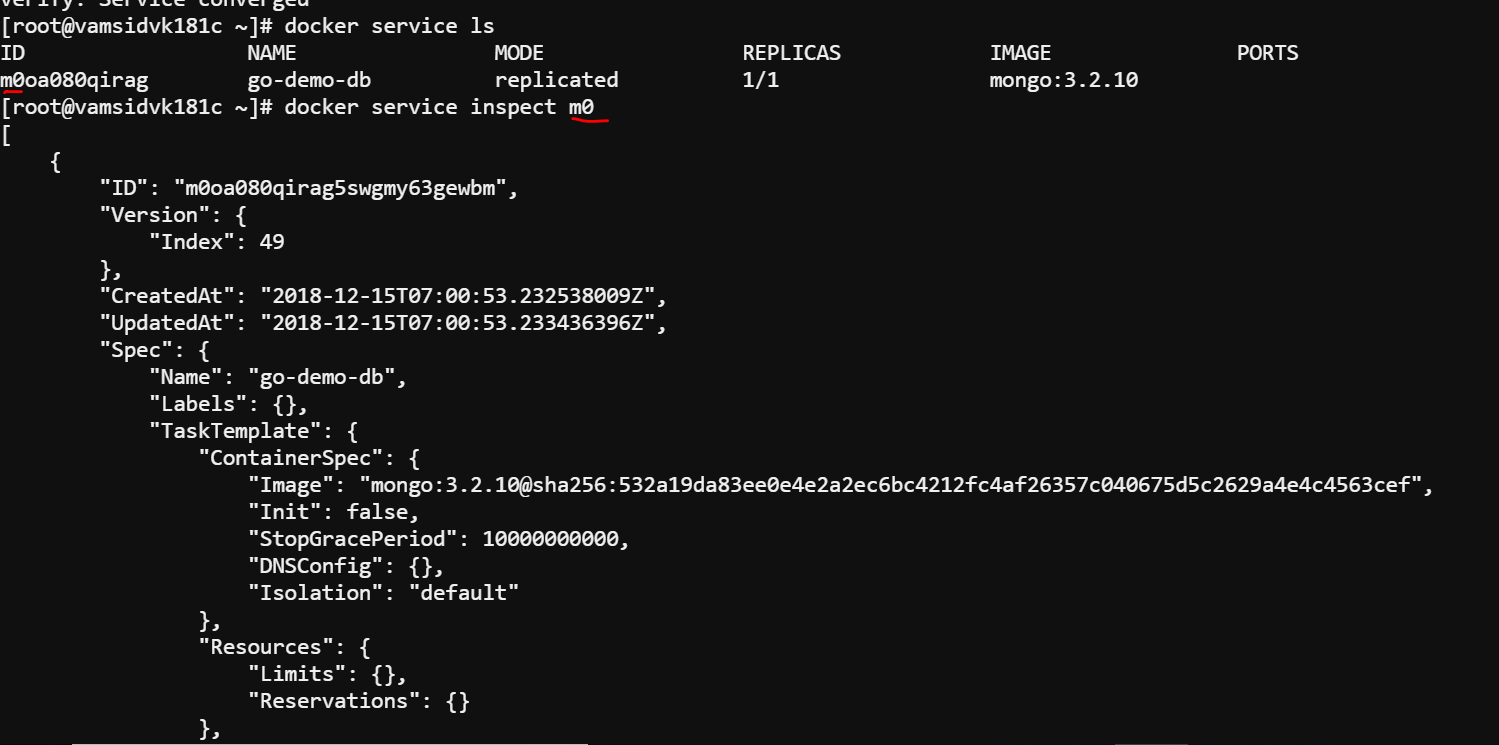 verify: Service converged
[root@vamsidvk181c ~]# docker service ls
ID NAME MODE REPLICAS IMAGE PORTS
m0oa080qirag go-demo-db replicated 1/1 mongo:3.2.10
[root@vamsidvk181c ~]# docker service inspect m0
[
    {
        "ID": "m0oa080qirag5swgmy63gewbm",
        "Version": {
            "Index": 49
        },
        "CreatedAt": "2018-12-15T07:00:53.232538009Z",
        "UpdatedAt": "2018-12-15T07:00:53.233436396Z",
        "Spec": {
            "Name": "go-demo-db",
            "Labels": {},
            "TaskTemplate": {
                "ContainerSpec": {
                    "Image": "mongo:3.2.10@sha256:532a19da83ee0e4e2a2ec6bc4212fc4af26357c040675d5c2629a4e4c4563cef",
                    "Init": false,
                    "StopGracePeriod": 10000000000,
                    "DNSConfig": {},
                    "Isolation": "default"
                },
                "Resources": {
                    "Limits": {},
                    "Reservations": {}
                },